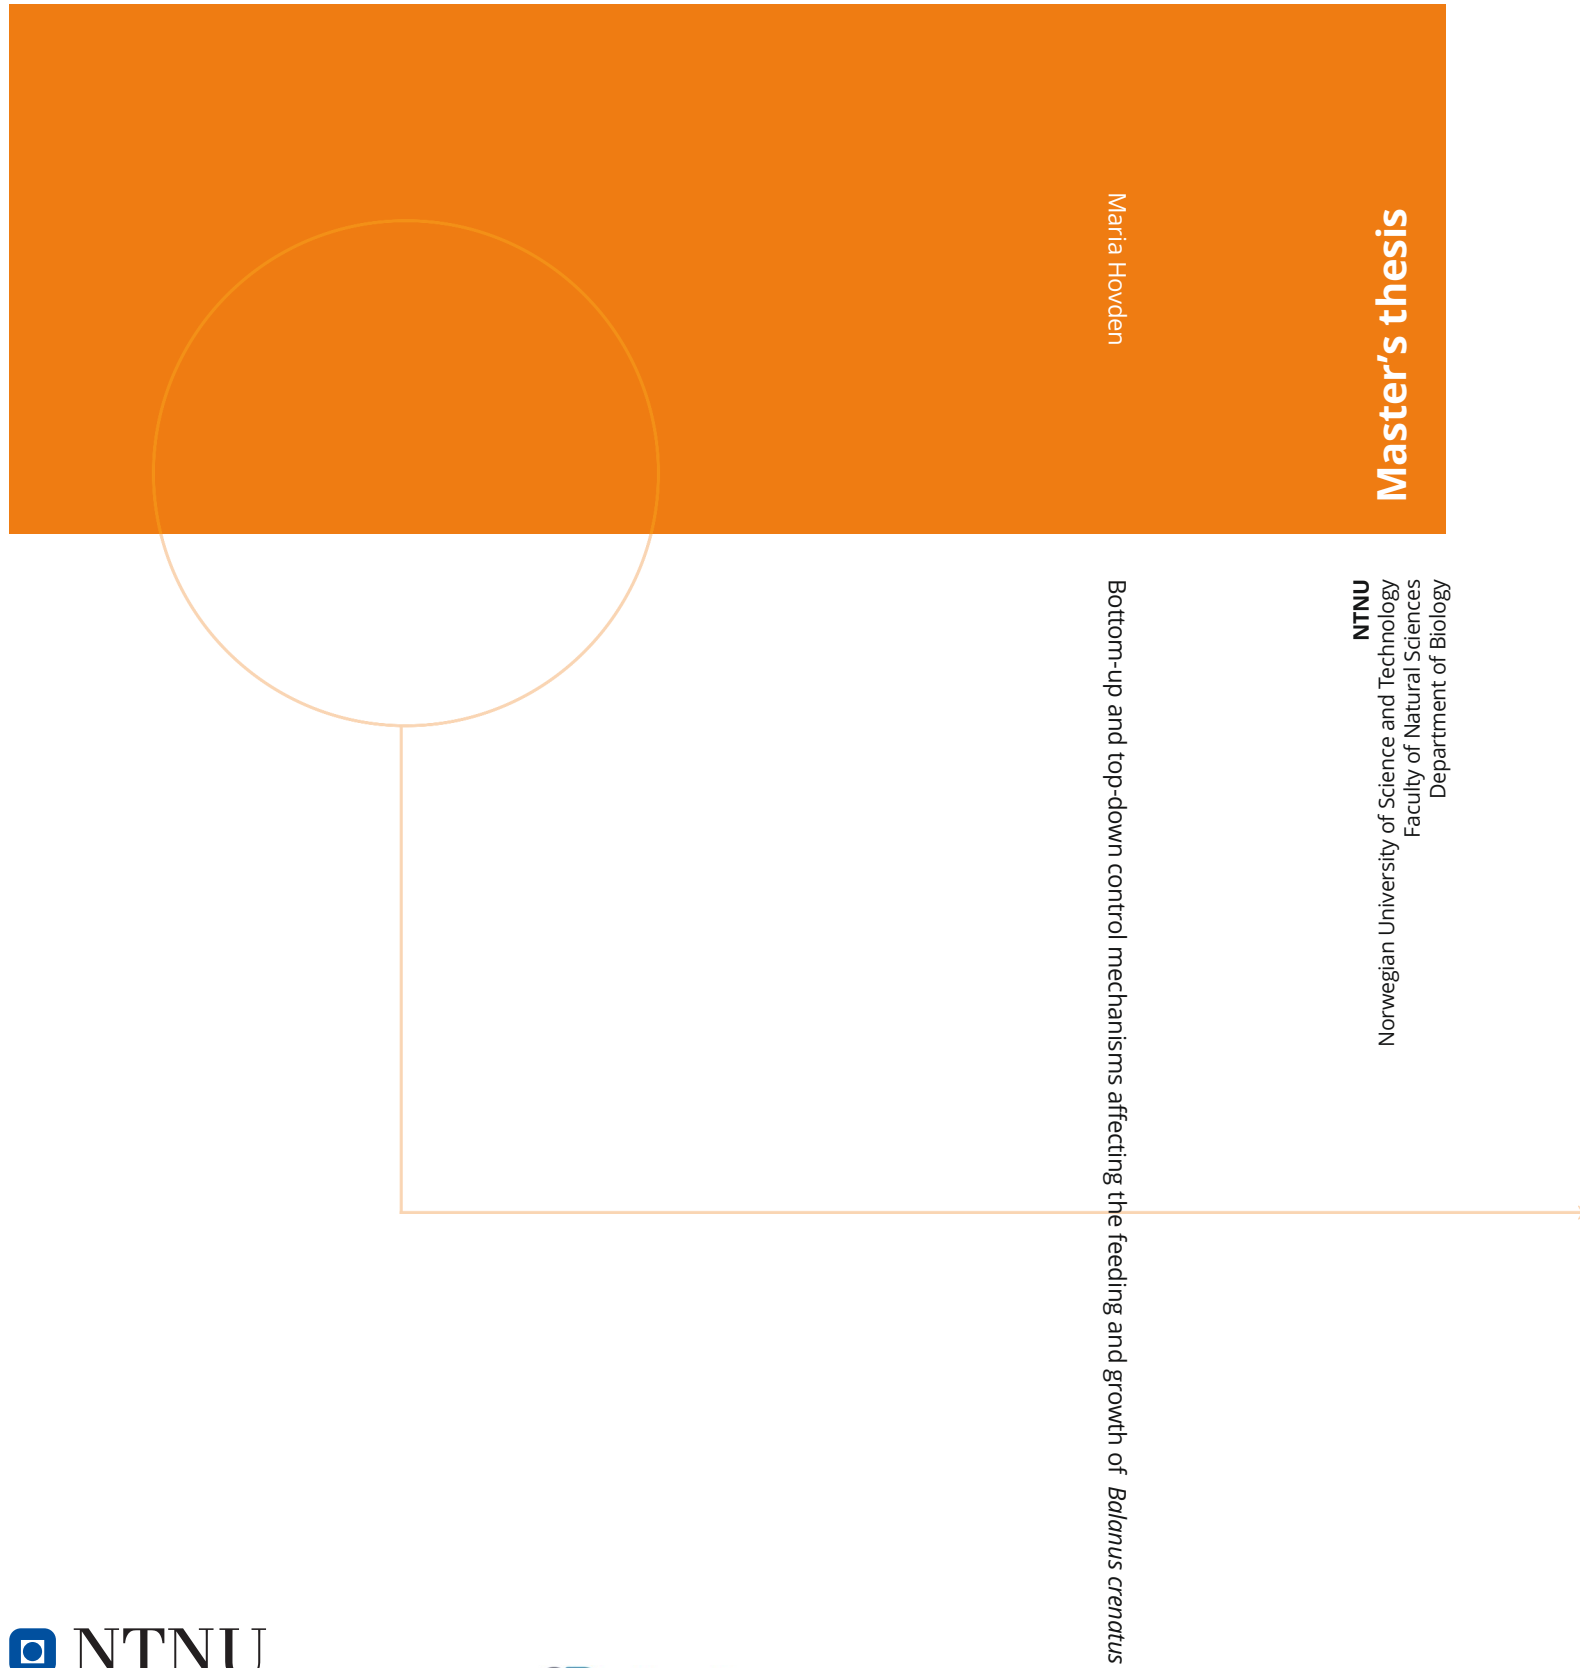 Maria Hovden
Master's thesis
Bottom-up and top-down control mechanisms affecting the feeding and growth of Balanus crenatus
NTNU
Norwegian University of Science and Technology
Faculty of Natural Sciences
Department of Biology
NTNU